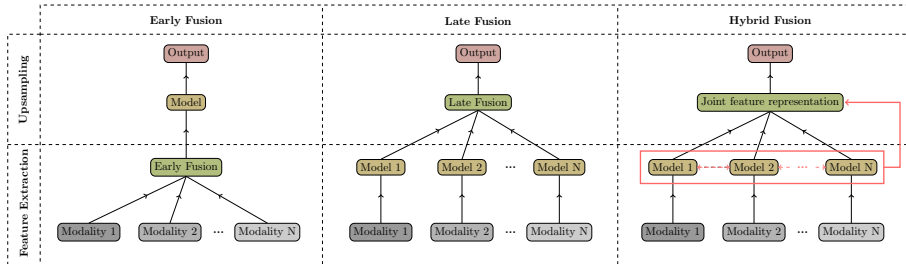 Early Fusion
Late Fusion
Hybrid Fusion
Upsampling
Output
Output
Output
Model
Late Fusion
Joint feature representation
Feature Extraction
Early Fusion
Model 1
Model 2
...
Model N
Model 1
Model 2
...
Model N
Modality 1
Modality 2
...
Modality N
Modality 1
Modality 2
...
Modality N
Modality 1
Modality 2
...
Modality N